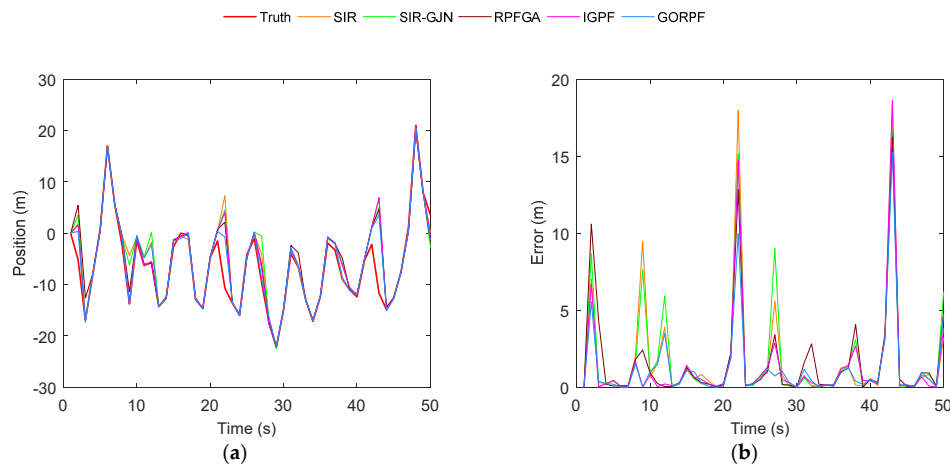 Truth SIR SIR-GJN RPFGA IGPF GORPF
30
20
10
0
-10
-20
-30
Position (m)
0 10 20 30 40 50
Time (s)
(a)
20
15
10
5
0
Error (m)
0 10 20 30 40 50
Time (s)
(b)